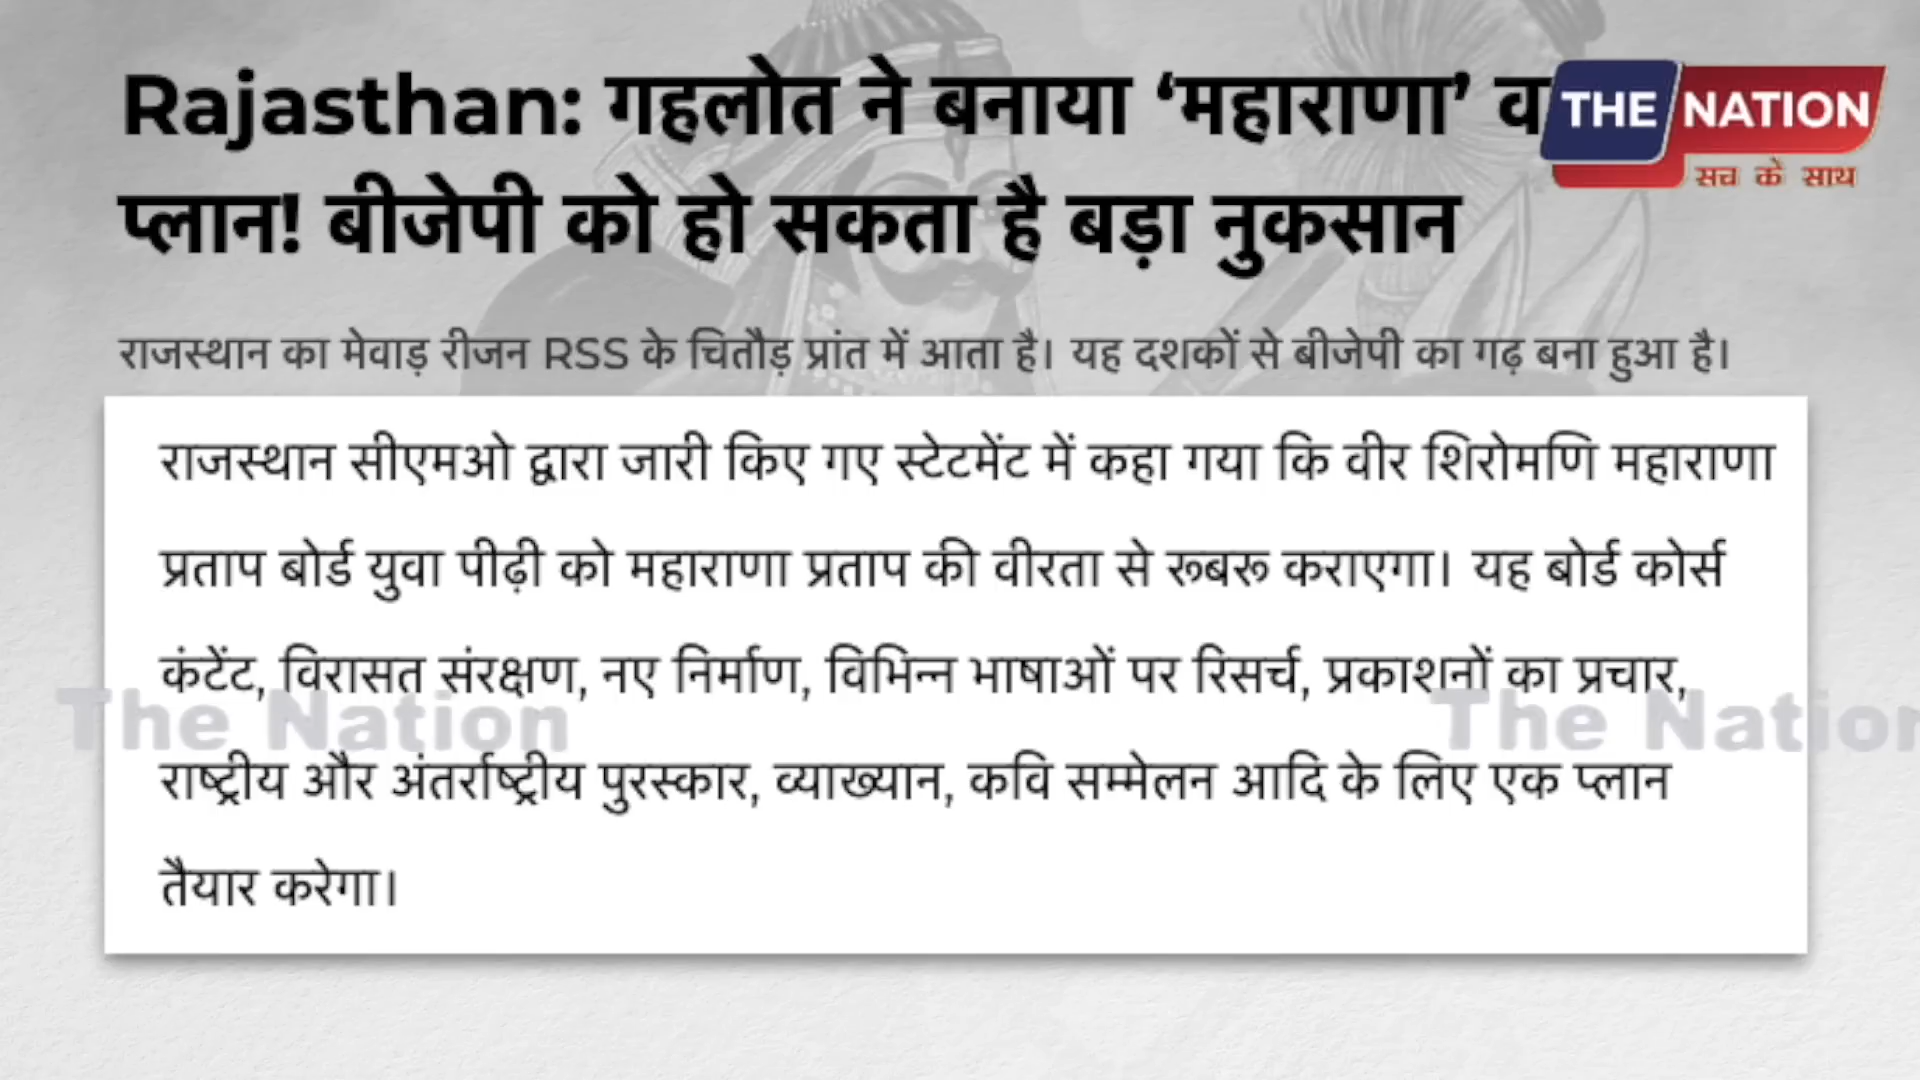 Rajasthan: गहलोत ने बनाया ‘महाराणा’
THE NATION
सच के साथ
प्लान! बीजेपी को हो सकता है बड़ा नुकसान
राजस्थान का मेवाड़ रीजन RSS के चितौड़ प्रांत में आता है। यह दशकों से बीजेपी का गढ़ बना हुआ है।
राजस्थान सीएमओ द्वारा जारी किए गए स्टेटमेंट में कहा गया कि वीर शिरोमणि महाराणा
प्रताप बोर्ड युवा पीढ़ी को महाराणा प्रताप की वीरता से रूबरू कराएगा। यह बोर्ड कोर्स
कंटेंट, विरासत संरक्षण, नए निर्माण, विभिन्न भाषाओं पर रिसर्च, प्रकाशनों का प्रचार,
The Nation The Nation
राष्ट्रीय और अंतर्राष्ट्रीय पुरस्कार, व्याख्यान, कवि सम्मेलन आदि के लिए एक प्लान
तैयार करेगा।